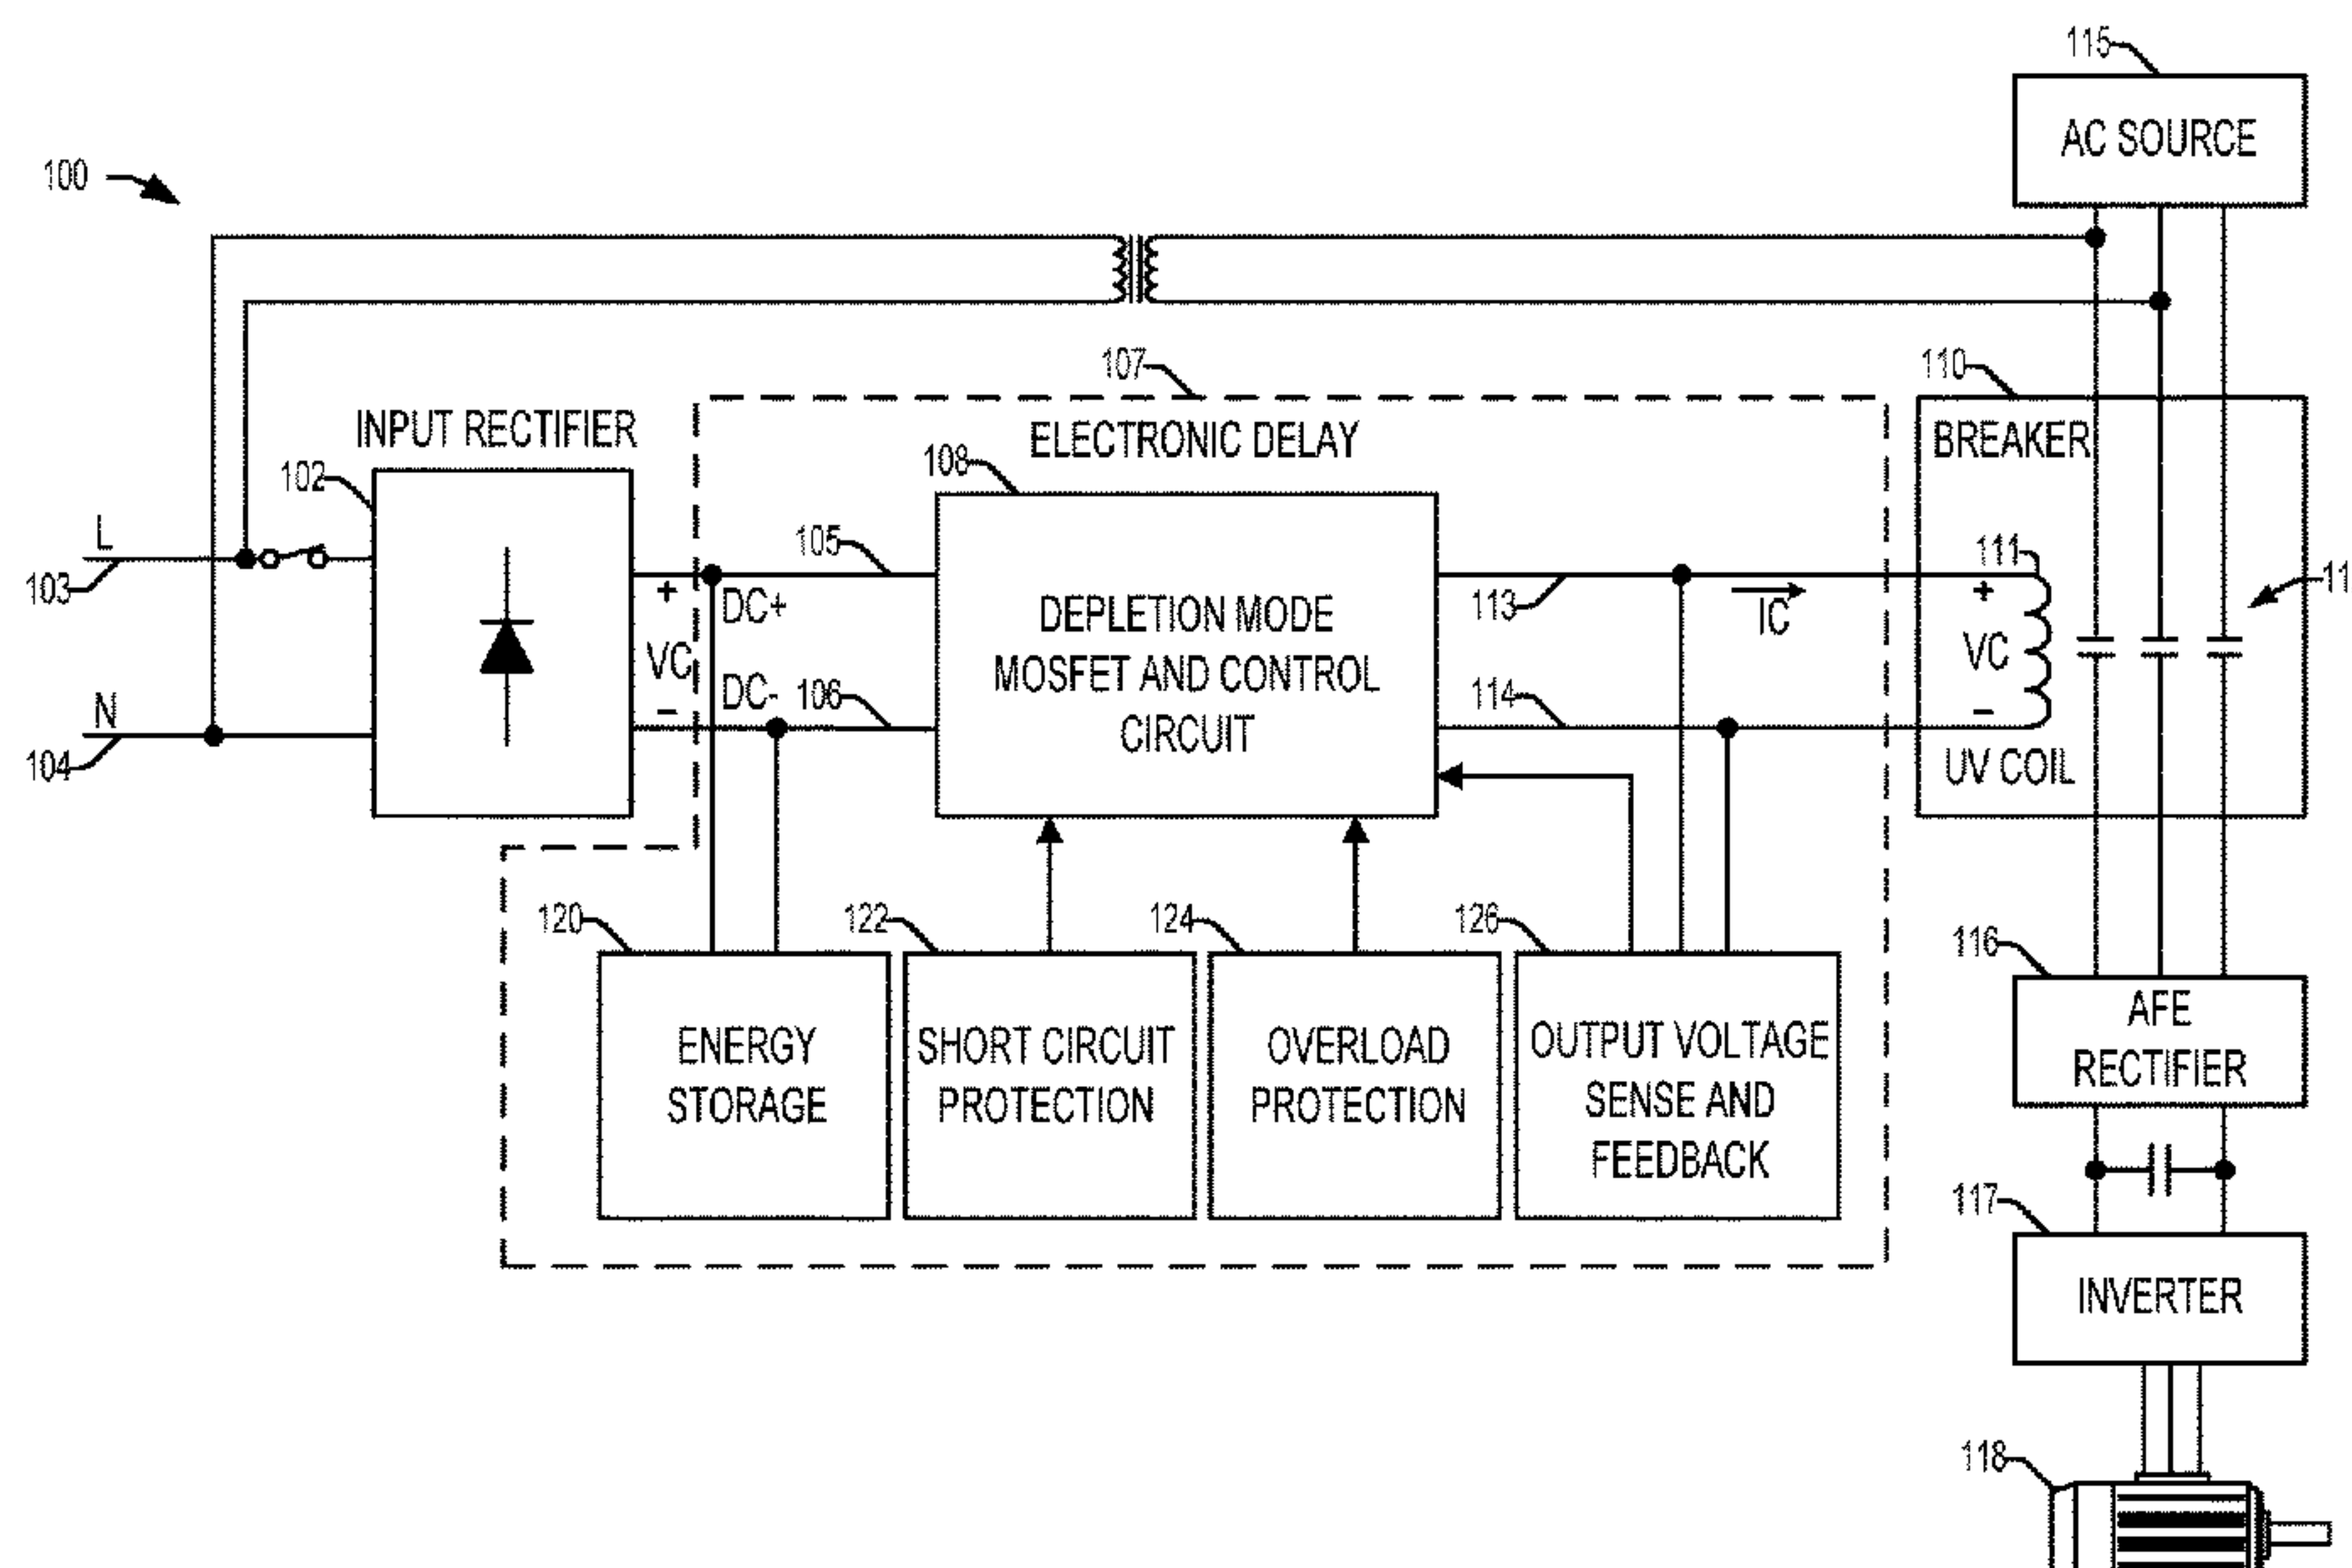 115
AC SOURCE
100
107
110
INPUT RECTIFIER
ELECTRONIC DELAY
BREAKER
102
108
L
103
105
111
11
+
DC+
113
IC
+
DEPLETION MODE
MOSFET AND CONTROL
CIRCUIT
VC
VC
DC-
106
114
N
−
−
104
UV COIL
120
122
124
126
116
ENERGY
STORAGE
SHORT CIRCUIT
PROTECTION
OVERLOAD
PROTECTION
OUTPUT VOLTAGE
SENSE AND
FEEDBACK
AFE
RECTIFIER
117
INVERTER
118